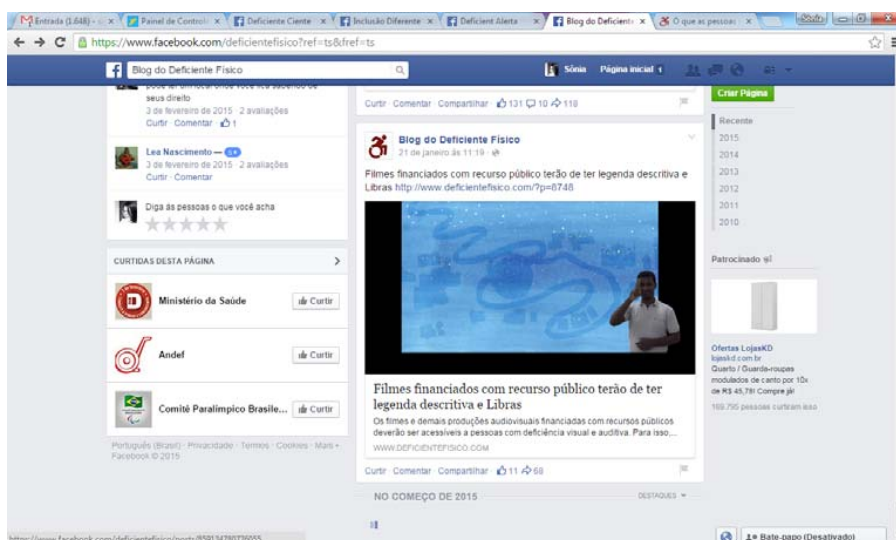 Entrada (1.648) -
Painel de Control
Deficiente Ciente
Inclusão Diferente
Deficient Alerta
Blog do Deficient
O que as pessoas
https://www.facebook.com/deficientefisico?ref=ts&fref=ts
Blog do Deficiente Físico
Sônia Página inicial 1
seus direito
3 de fevereiro de 2015 · 2 avaliações
Curtir · Comentar · 1
Lea Nascimento — 5★
3 de fevereiro de 2015 · 2 avaliações
Curtir · Comentar
Diga às pessoas o que você acha
CURTIDAS DESTA PÁGINA
Ministério da Saúde Curtir
Andef Curtir
Comitê Paralímpico Brasile... Curtir
Português (Brasil) · Privacidade · Termos · Cookies · Mais
Facebook © 2015
Curtir · Comentar · Compartilhar · 131 10 118
Blog do Deficiente Físico
21 de janeiro às 11:19 ·
Filmes financiados com recurso público terão de ter legenda descritiva e
Libras http://www.deficientefisico.com/?p=8748
Filmes financiados com recurso público terão de ter
legenda descritiva e Libras
Os filmes e demais produções audiovisuais financiadas com recursos públicos
deverão ser acessíveis a pessoas com deficiência visual e auditiva. Para isso,...
WWW.DEFICIENTEFISICO.COM
Curtir · Comentar · Compartilhar · 11 68
NO COMEÇO DE 2015 DESTAQUES
Criar Página
Recente
2015
2014
2013
2012
2011
2010
Patrocinado
Ofertas LojasKD
lojaskd.com.br
Quarto / Guarda-roupas
modulados de canto por 10x
de R$ 45,78! Compre já!
169.795 pessoas curtiram isso
Bate-papo (Desativado)